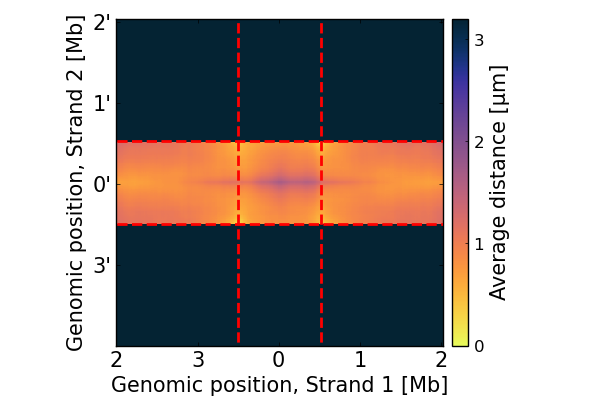 2'
1'
0'
3'
Genomic position, Strand 2 [Mb]
2 3 0 1 2
Genomic position, Strand 1 [Mb]
3
2
1
0
Average distance [μm]